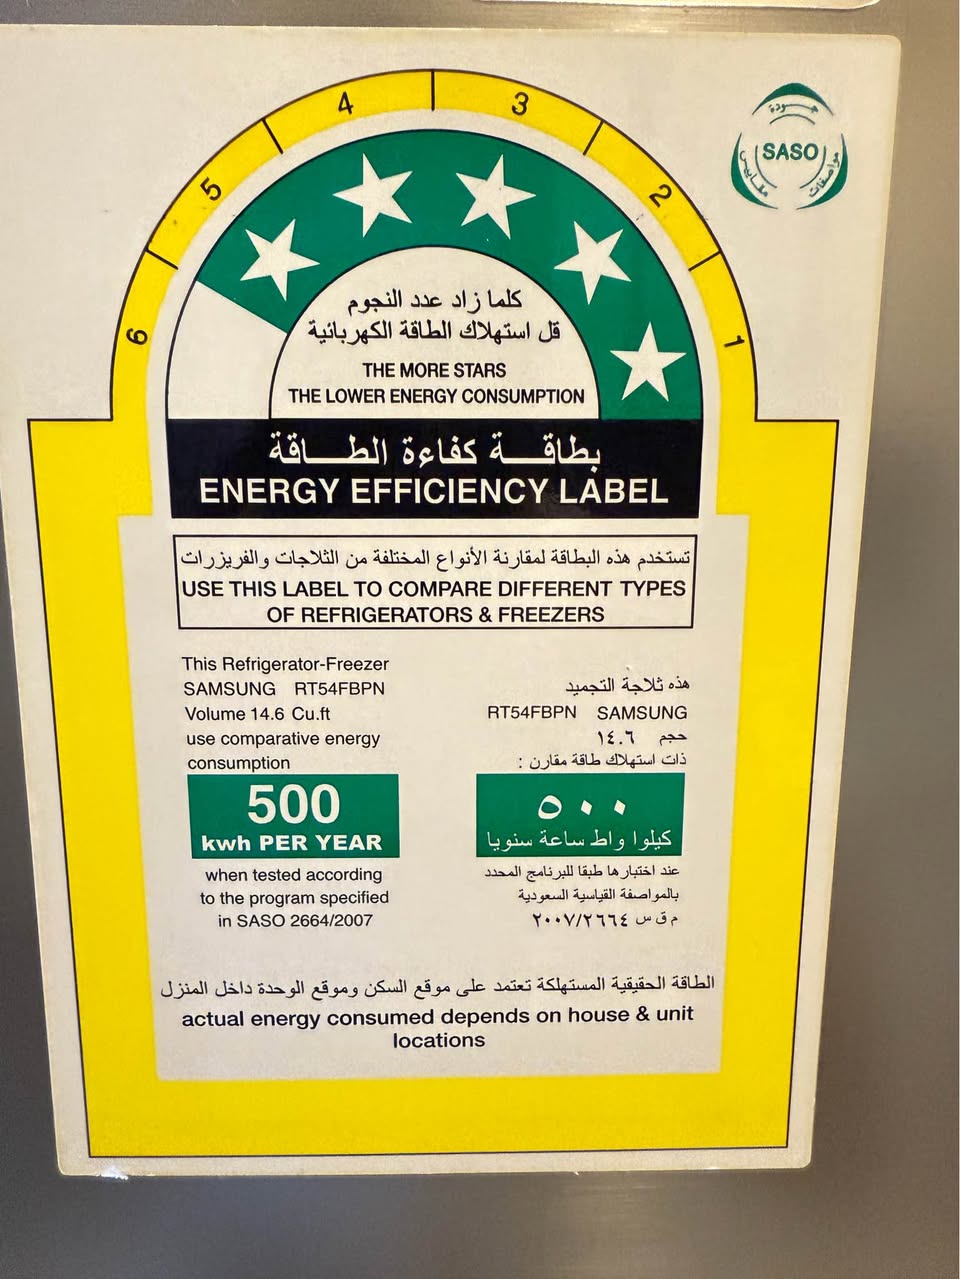 6
5
4
3
2
1
جودة
SASO
مقاييس
مواصفات
كلما زاد عدد النجوم
قل استهلاك الطاقة الكهربائية
THE MORE STARS
THE LOWER ENERGY CONSUMPTION
بطاقة كفاءة الطاقة
ENERGY EFFICIENCY LABEL
تستخدم هذه البطاقة لمقارنة الأنواع المختلفة من الثلاجات والفريزرات
USE THIS LABEL TO COMPARE DIFFERENT TYPES
OF REFRIGERATORS & FREEZERS
This Refrigerator-Freezer
SAMSUNG RT54FBPN
Volume 14.6 Cu.ft
use comparative energy
consumption
500
kwh PER YEAR
when tested according
to the program specified
in SASO 2664/2007
هذه ثلاجة التجميد
RT54FBPN SAMSUNG
حجم ١٤.٦
ذات استهلاك طاقة مقارن :
٥٠٠
كيلوا واط ساعة سنويا
عند اختبارها طبقا للبرنامج المحدد
بالمواصفة القياسية السعودية
م ق س ٢٠٠٧/٢٦٦٤
الطاقة الحقيقية المستهلكة تعتمد على موقع السكن وموقع الوحدة داخل المنزل
actual energy consumed depends on house & unit
locations